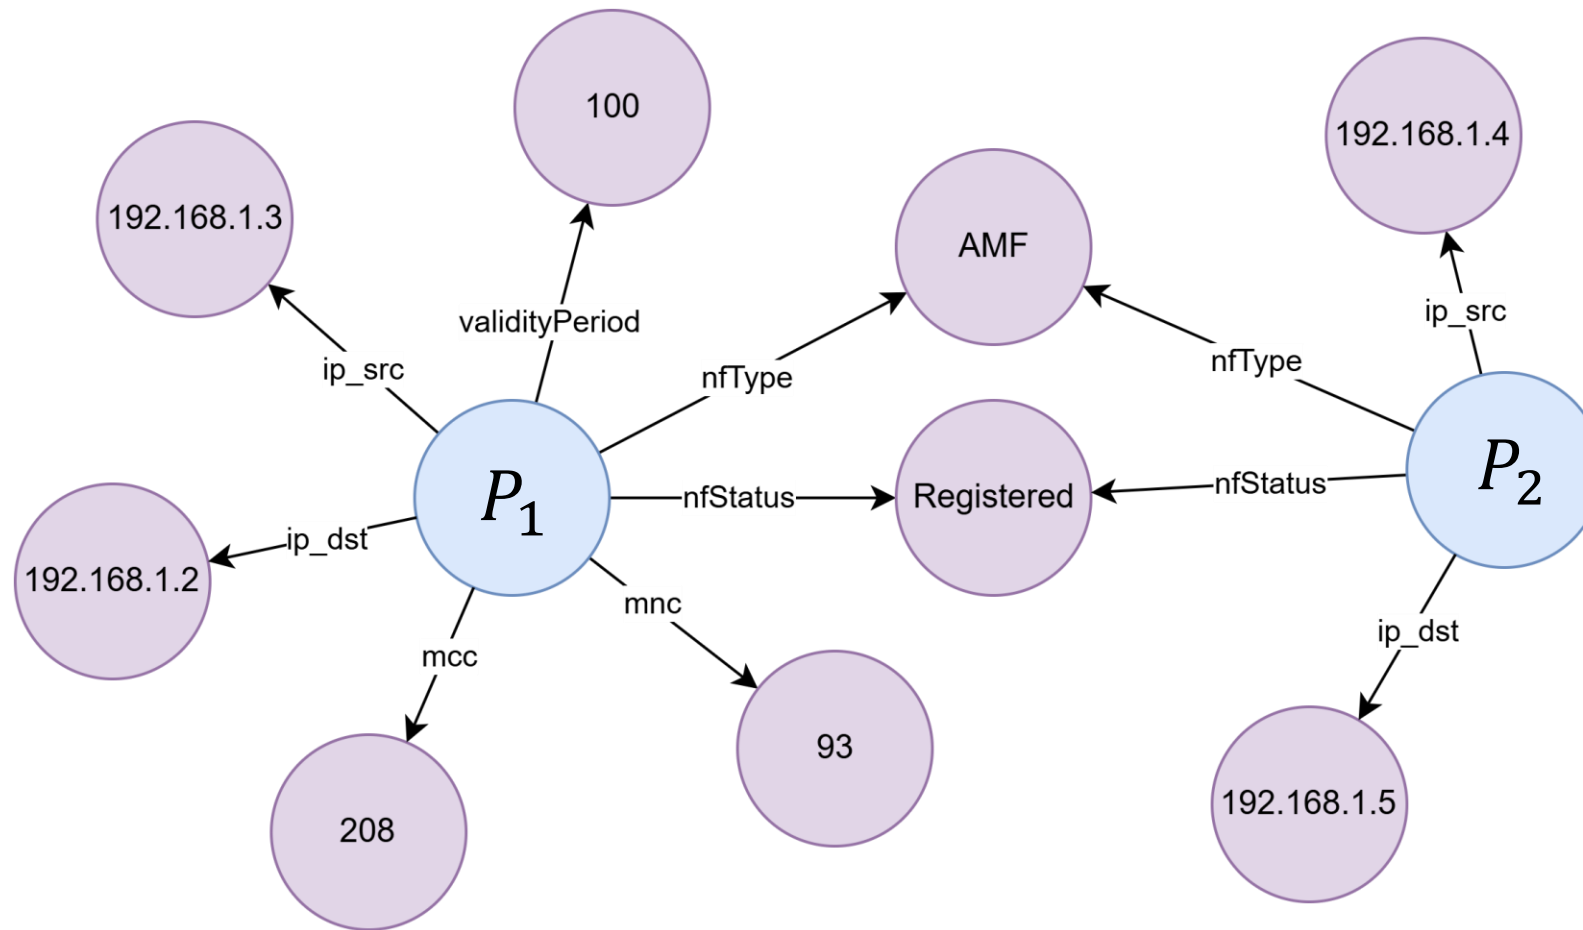 100
192.168.1.4
192.168.1.3
AMF
validityPeriod
ip_src
nfType
ip_src
nfType
P₁
nfStatus
Registered
nfStatus
P₂
ip_dst
192.168.1.2
mnc
ip_dst
mcc
93
192.168.1.5
208